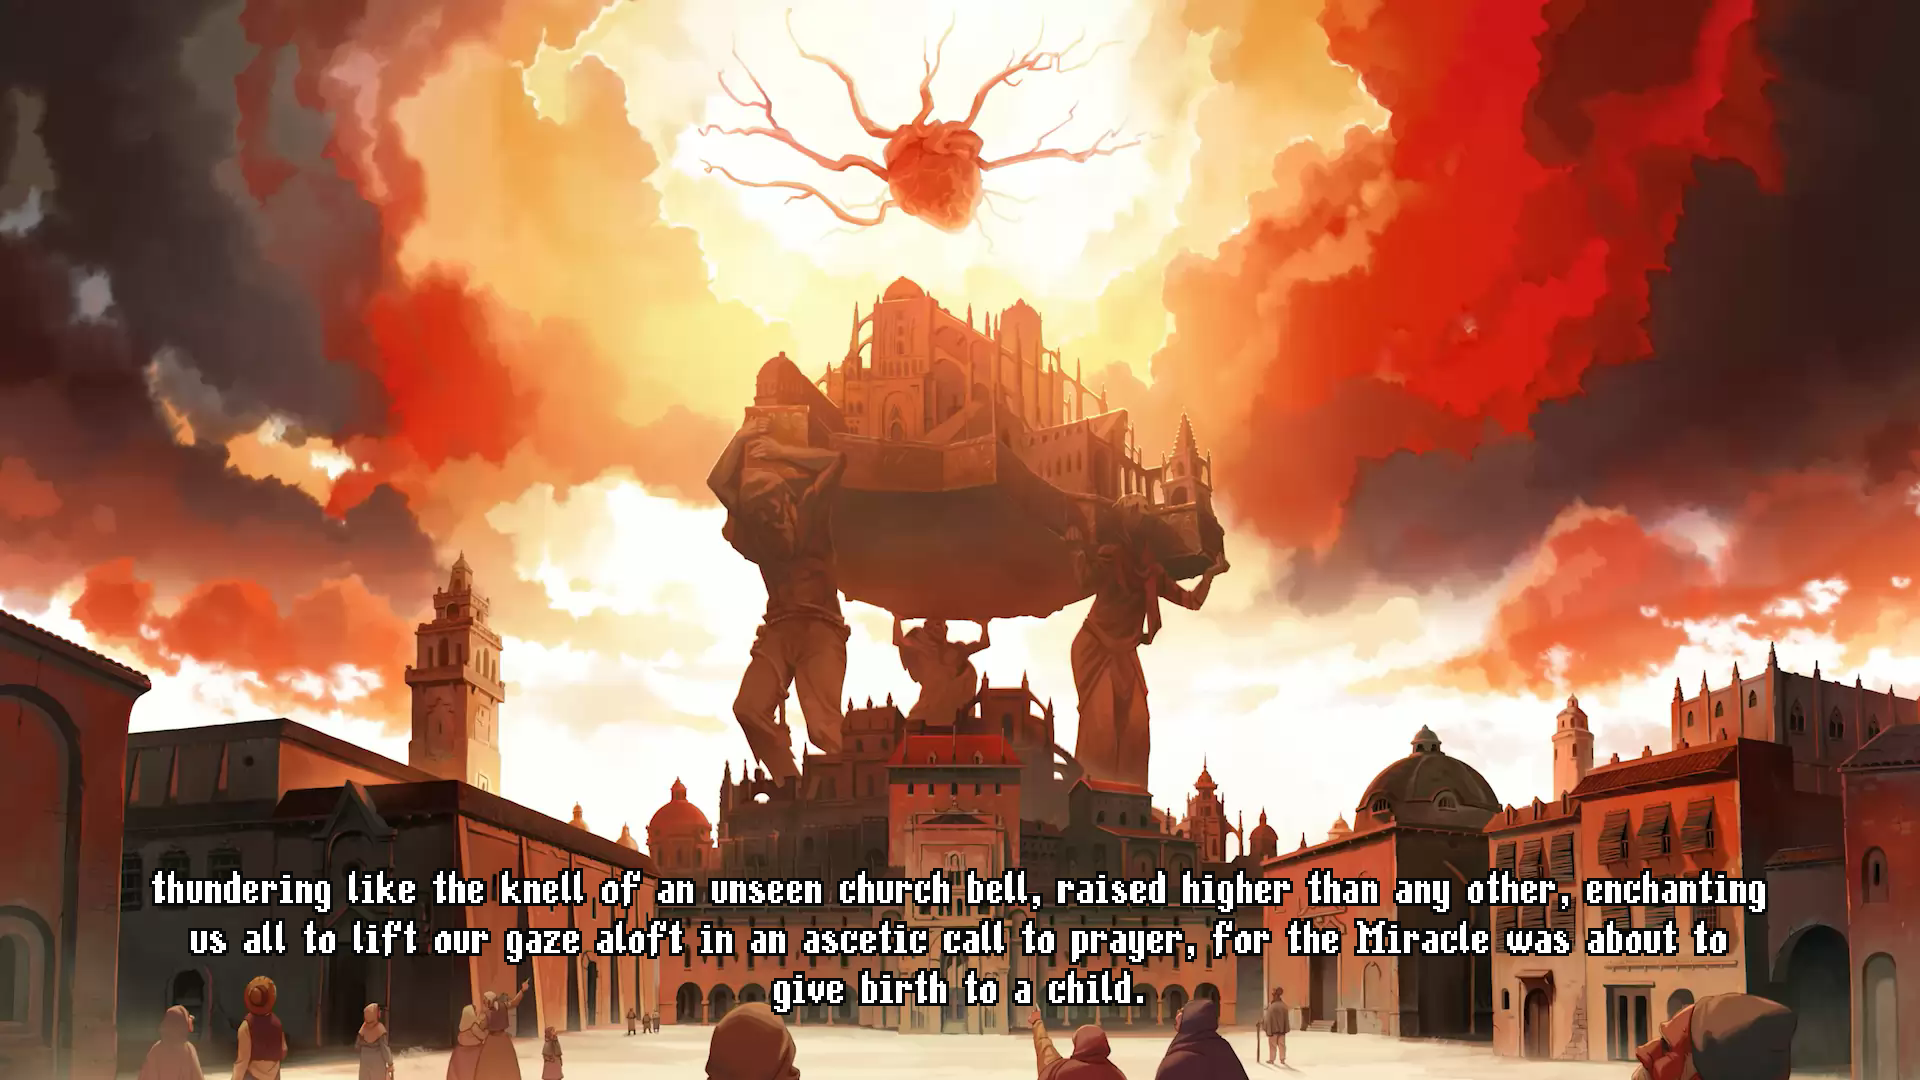 thundering like the knell of an unseen church bell, raised higher than any other, enchanting
us all to lift our gaze aloft in an ascetic call to prayer, for the Miracle was about to
give birth to a child.